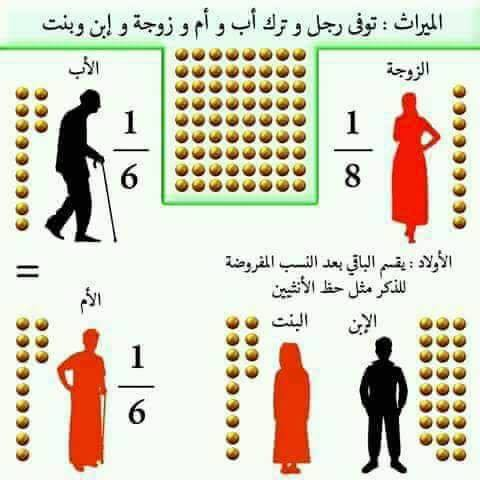 الميراث : توفى رجل و ترك أب و أم و زوجة و إبن وبنت
الزوجة
1
8
الأب
1
6
=
الأولاد : يقسم الباقي بعد النسب المفروضة
للذكر مثل حظ الأنثيين
الإبن
البنت
الأم
1
6